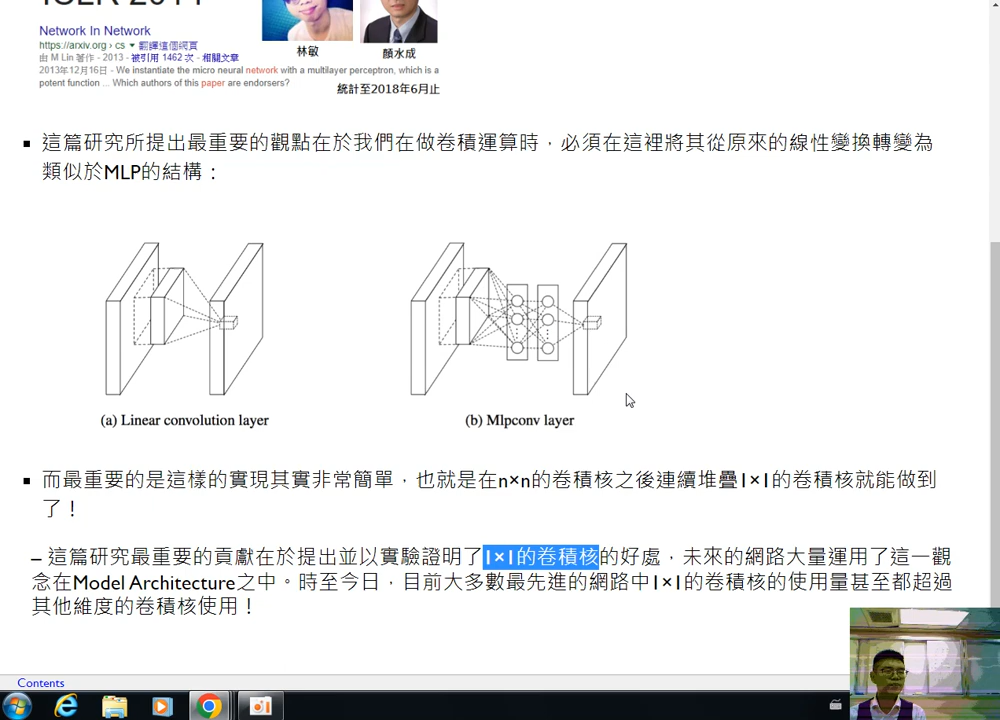 Network In Network
https://arxiv.org › cs ▼ 翻譯這個網頁
由 M Lin 著作 - 2013 - 被引用 1462 次 - 相關文章
2013年12月16日 - We instantiate the micro neural network with a multilayer perceptron, which is a
potent function ... Which authors of this paper are endorsers?
林敏
顏水成
統計至2018年6月止
▪ 這篇研究所提出最重要的觀點在於我們在做卷積運算時，必須在這裡將其從原來的線性變換轉變為
類似於MLP的結構：
(a) Linear convolution layer
(b) Mlpconv layer
▪ 而最重要的是這樣的實現其實非常簡單，也就是在n×n的卷積核之後連續堆疊1×1的卷積核就能做到
了！
– 這篇研究最重要的貢獻在於提出並以實驗證明了1×1的卷積核的好處，未來的網路大量運用了這一觀
念在Model Architecture之中。時至今日，目前大多數最先進的網路中1×1的卷積核的使用量甚至都超過
其他維度的卷積核使用！
Contents